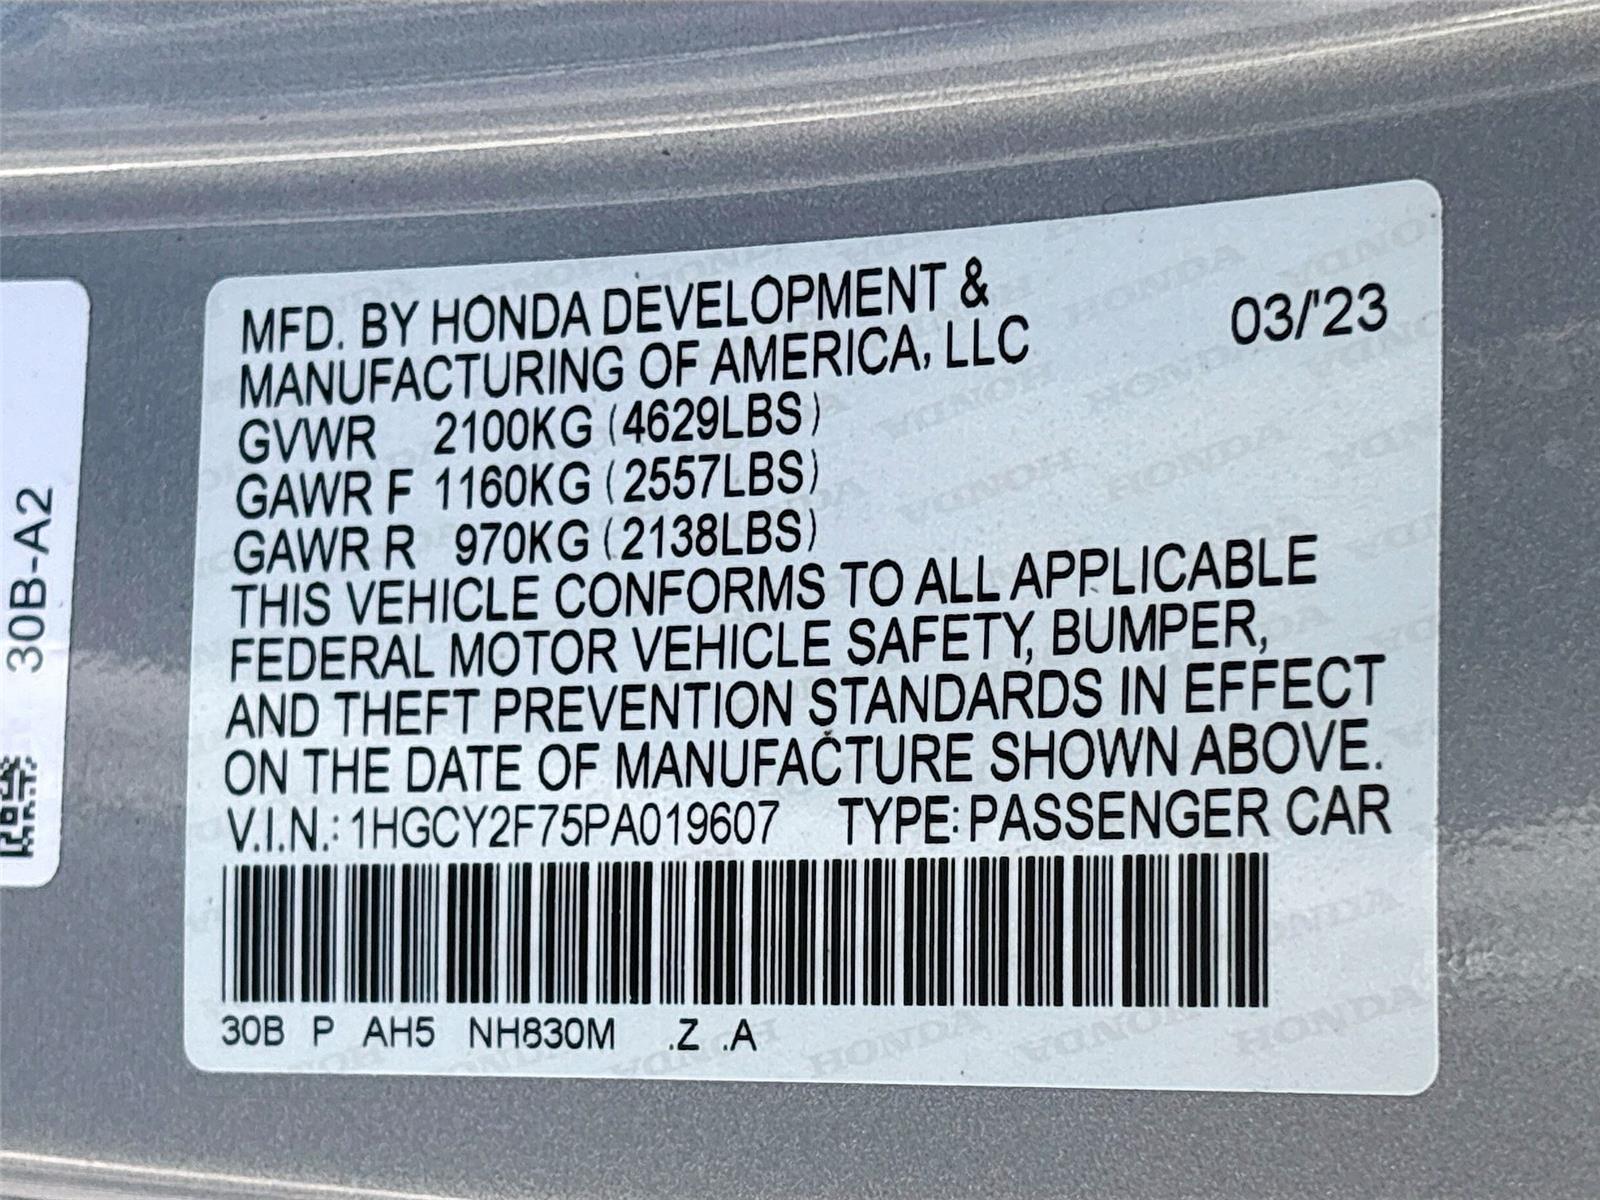 MFD. BY HONDA DEVELOPMENT &
MANUFACTURING OF AMERICA, LLC 03/'23
GVWR 2100KG (4629LBS)
GAWR F 1160KG (2557LBS)
GAWR R 970KG (2138LBS)
THIS VEHICLE CONFORMS TO ALL APPLICABLE
FEDERAL MOTOR VEHICLE SAFETY, BUMPER,
AND THEFT PREVENTION STANDARDS IN EFFECT
ON THE DATE OF MANUFACTURE SHOWN ABOVE.
V.I.N.: 1HGCY2F75PA019607 TYPE: PASSENGER CAR
30B P AH5 NH830M .Z .A
30B-A2